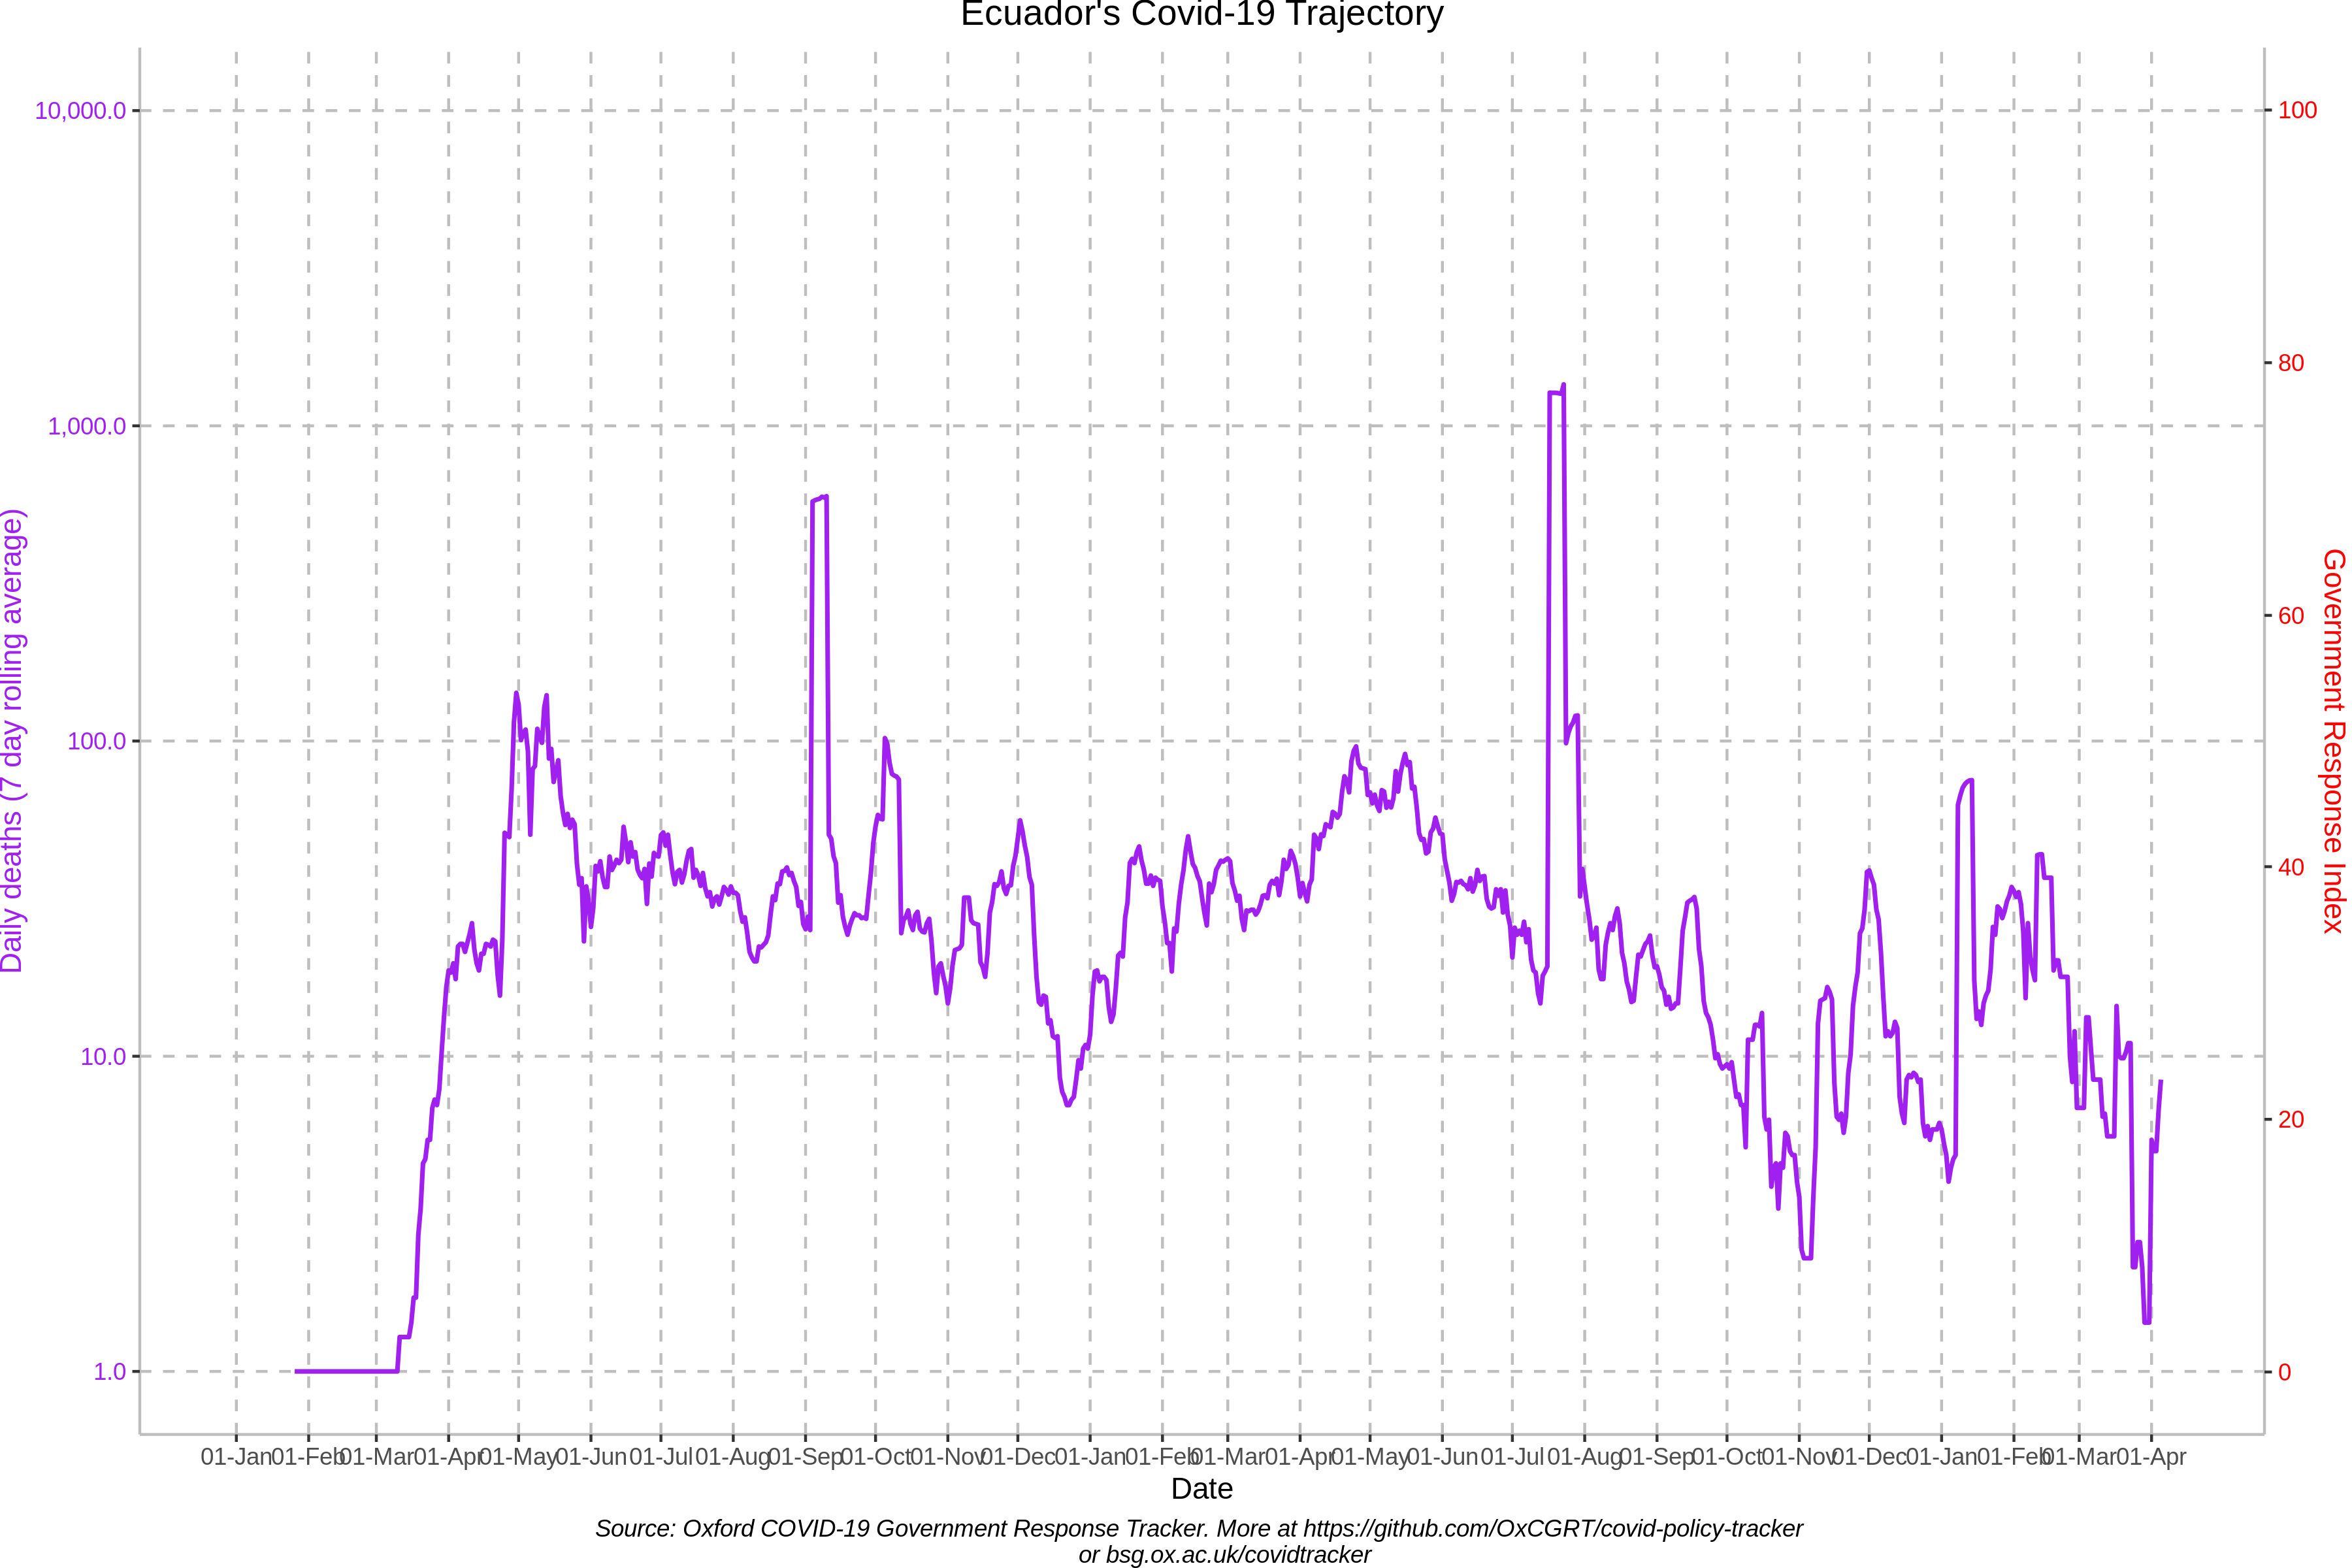 Ecuador's Covid-19 Trajectory
10,000.0
1,000.0
100.0
10.0
1.0
Daily deaths (7 day rolling average)
100
80
60
40
20
0
Government Response Index
01-Jan 01-Feb 01-Mar 01-Apr 01-May 01-Jun 01-Jul 01-Aug 01-Sep 01-Oct 01-Nov 01-Dec 01-Jan 01-Feb 01-Mar 01-Apr 01-May 01-Jun 01-Jul 01-Aug 01-Sep 01-Oct 01-Nov 01-Dec 01-Jan 01-Feb 01-Mar 01-Apr
Date
Source: Oxford COVID-19 Government Response Tracker. More at https://github.com/OxCGRT/covid-policy-tracker
or bsg.ox.ac.uk/covidtracker